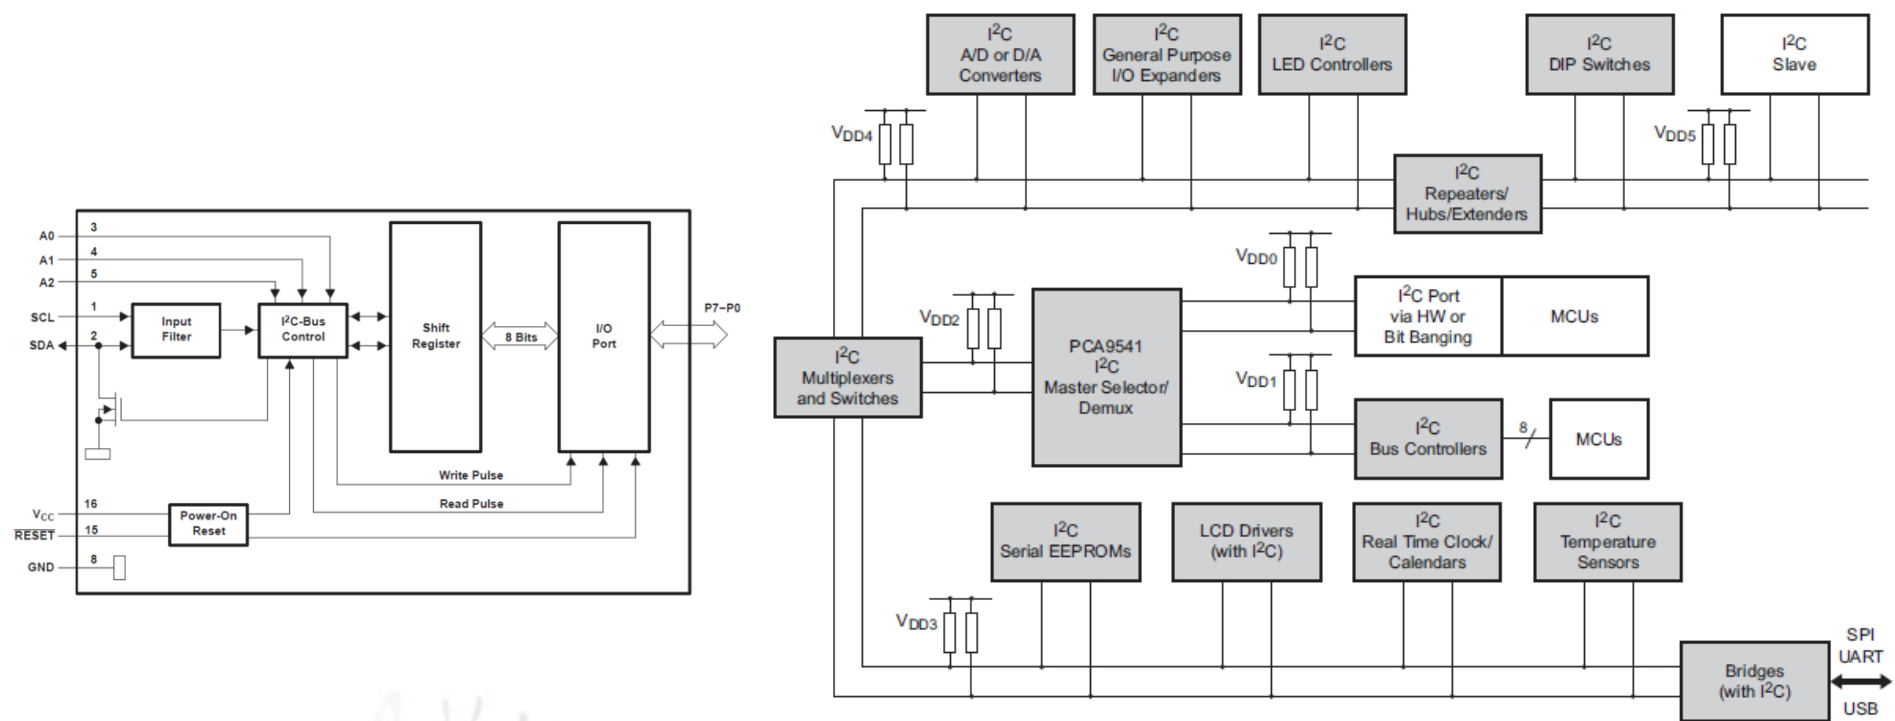 3
A0
4
A1
5
A2
1
SCL
2
SDA
Input
Filter
I²C-Bus
Control
Shift
Register
8 Bits
I/O
Port
P7–P0
Write Pulse
Read Pulse
16
VCC
15
RESET
Power-On
Reset
8
GND
I²C
A/D or D/A
Converters
I²C
General Purpose
I/O Expanders
I²C
LED Controllers
I²C
DIP Switches
I²C
Slave
VDD4
VDD5
I²C
Repeaters/
Hubs/Extenders
VDD0
VDD2
I²C Port
via HW or
Bit Banging
MCUs
I²C
Multiplexers
and Switches
PCA9541
I²C
Master Selector/
Demux
VDD1
I²C
Bus Controllers
8
MCUs
I²C
Serial EEPROMs
LCD Drivers
(with I²C)
I²C
Real Time Clock/
Calendars
I²C
Temperature
Sensors
VDD3
Bridges
(with I²C)
SPI
UART
USB